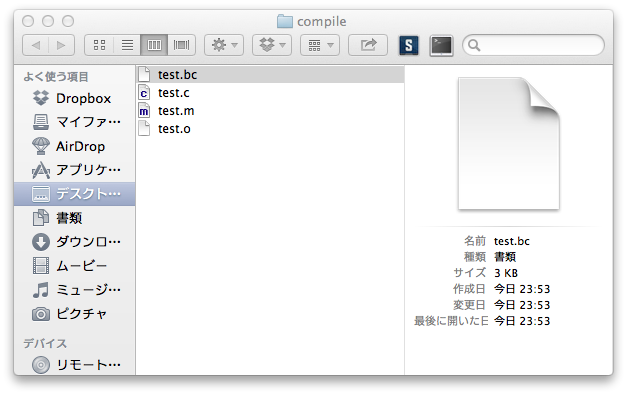 compile
S
よく使う項目
Dropbox
マイファ…
AirDrop
アプリケ…
デスクト…
書類
ダウンロ…
ムービー
ミュージ…
ピクチャ
デバイス
リモート…
test.bc
c test.c
m test.m
test.o
名前 test.bc
種類 書類
サイズ 3 KB
作成日 今日 23:53
変更日 今日 23:53
最後に開いた日 今日 23:53